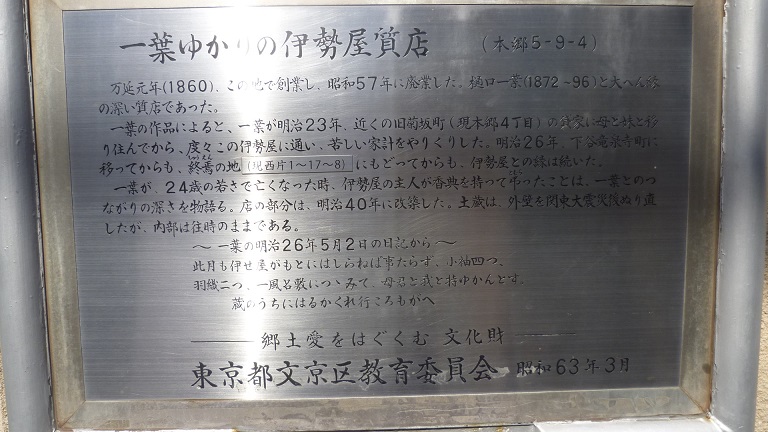 一葉ゆかりの伊勢屋質店 (本郷5-9-4)
万延元年(1860)、この地で創業し、昭和57年に廃業した。樋口一葉(1872~96)と大へん縁
の深い質店であった。
一葉の作品によると、一葉が明治23年、近くの旧菊坂町(現本郷4丁目)の貸家に母と妹と移
り住んでから、度々この伊勢屋に通い、苦しい家計をやりくりした。明治26年、下谷竜泉寺町に
移ってからも、終焉の地(現西片1~17~8)にもどってからも、伊勢屋との縁は続いた。
一葉が、24歳の若さで亡くなった時、伊勢屋の主人が香典を持って弔ったことは、一葉とのつ
ながりの深さを物語る。店の部分は、明治40年に改築した。土蔵は、外壁を関東大震災後ぬり直
したが、内部は往時のままである。
~一葉の明治26年5月2日の日記から~
此月も伊せ屋がもとにはしらねば事たらず、小袖四つ、
羽織二つ、一風呂敷につゝみて、母君と我と持ゆかんとす。
蔵のうちにはるかくれ行ころもがへ
郷土愛をはぐくむ 文化財
東京都文京区教育委員会 昭和63年3月